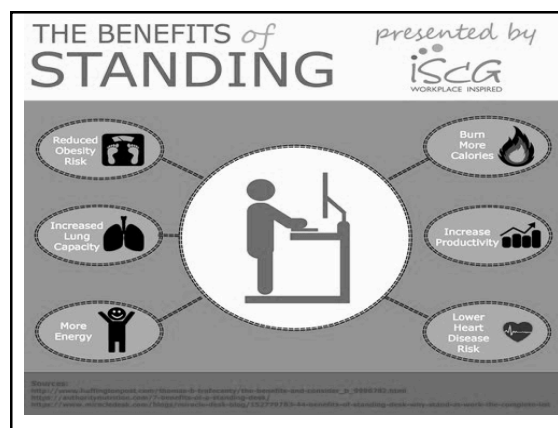 THE BENEFITS of
STANDING
presented by
iSCG
WORKPLACE INSPIRED
Reduced
Obesity
Risk
Increased
Lung
Capacity
More
Energy
Burn
More
Calories
Increase
Productivity
Lower
Heart
Disease
Risk
Sources: